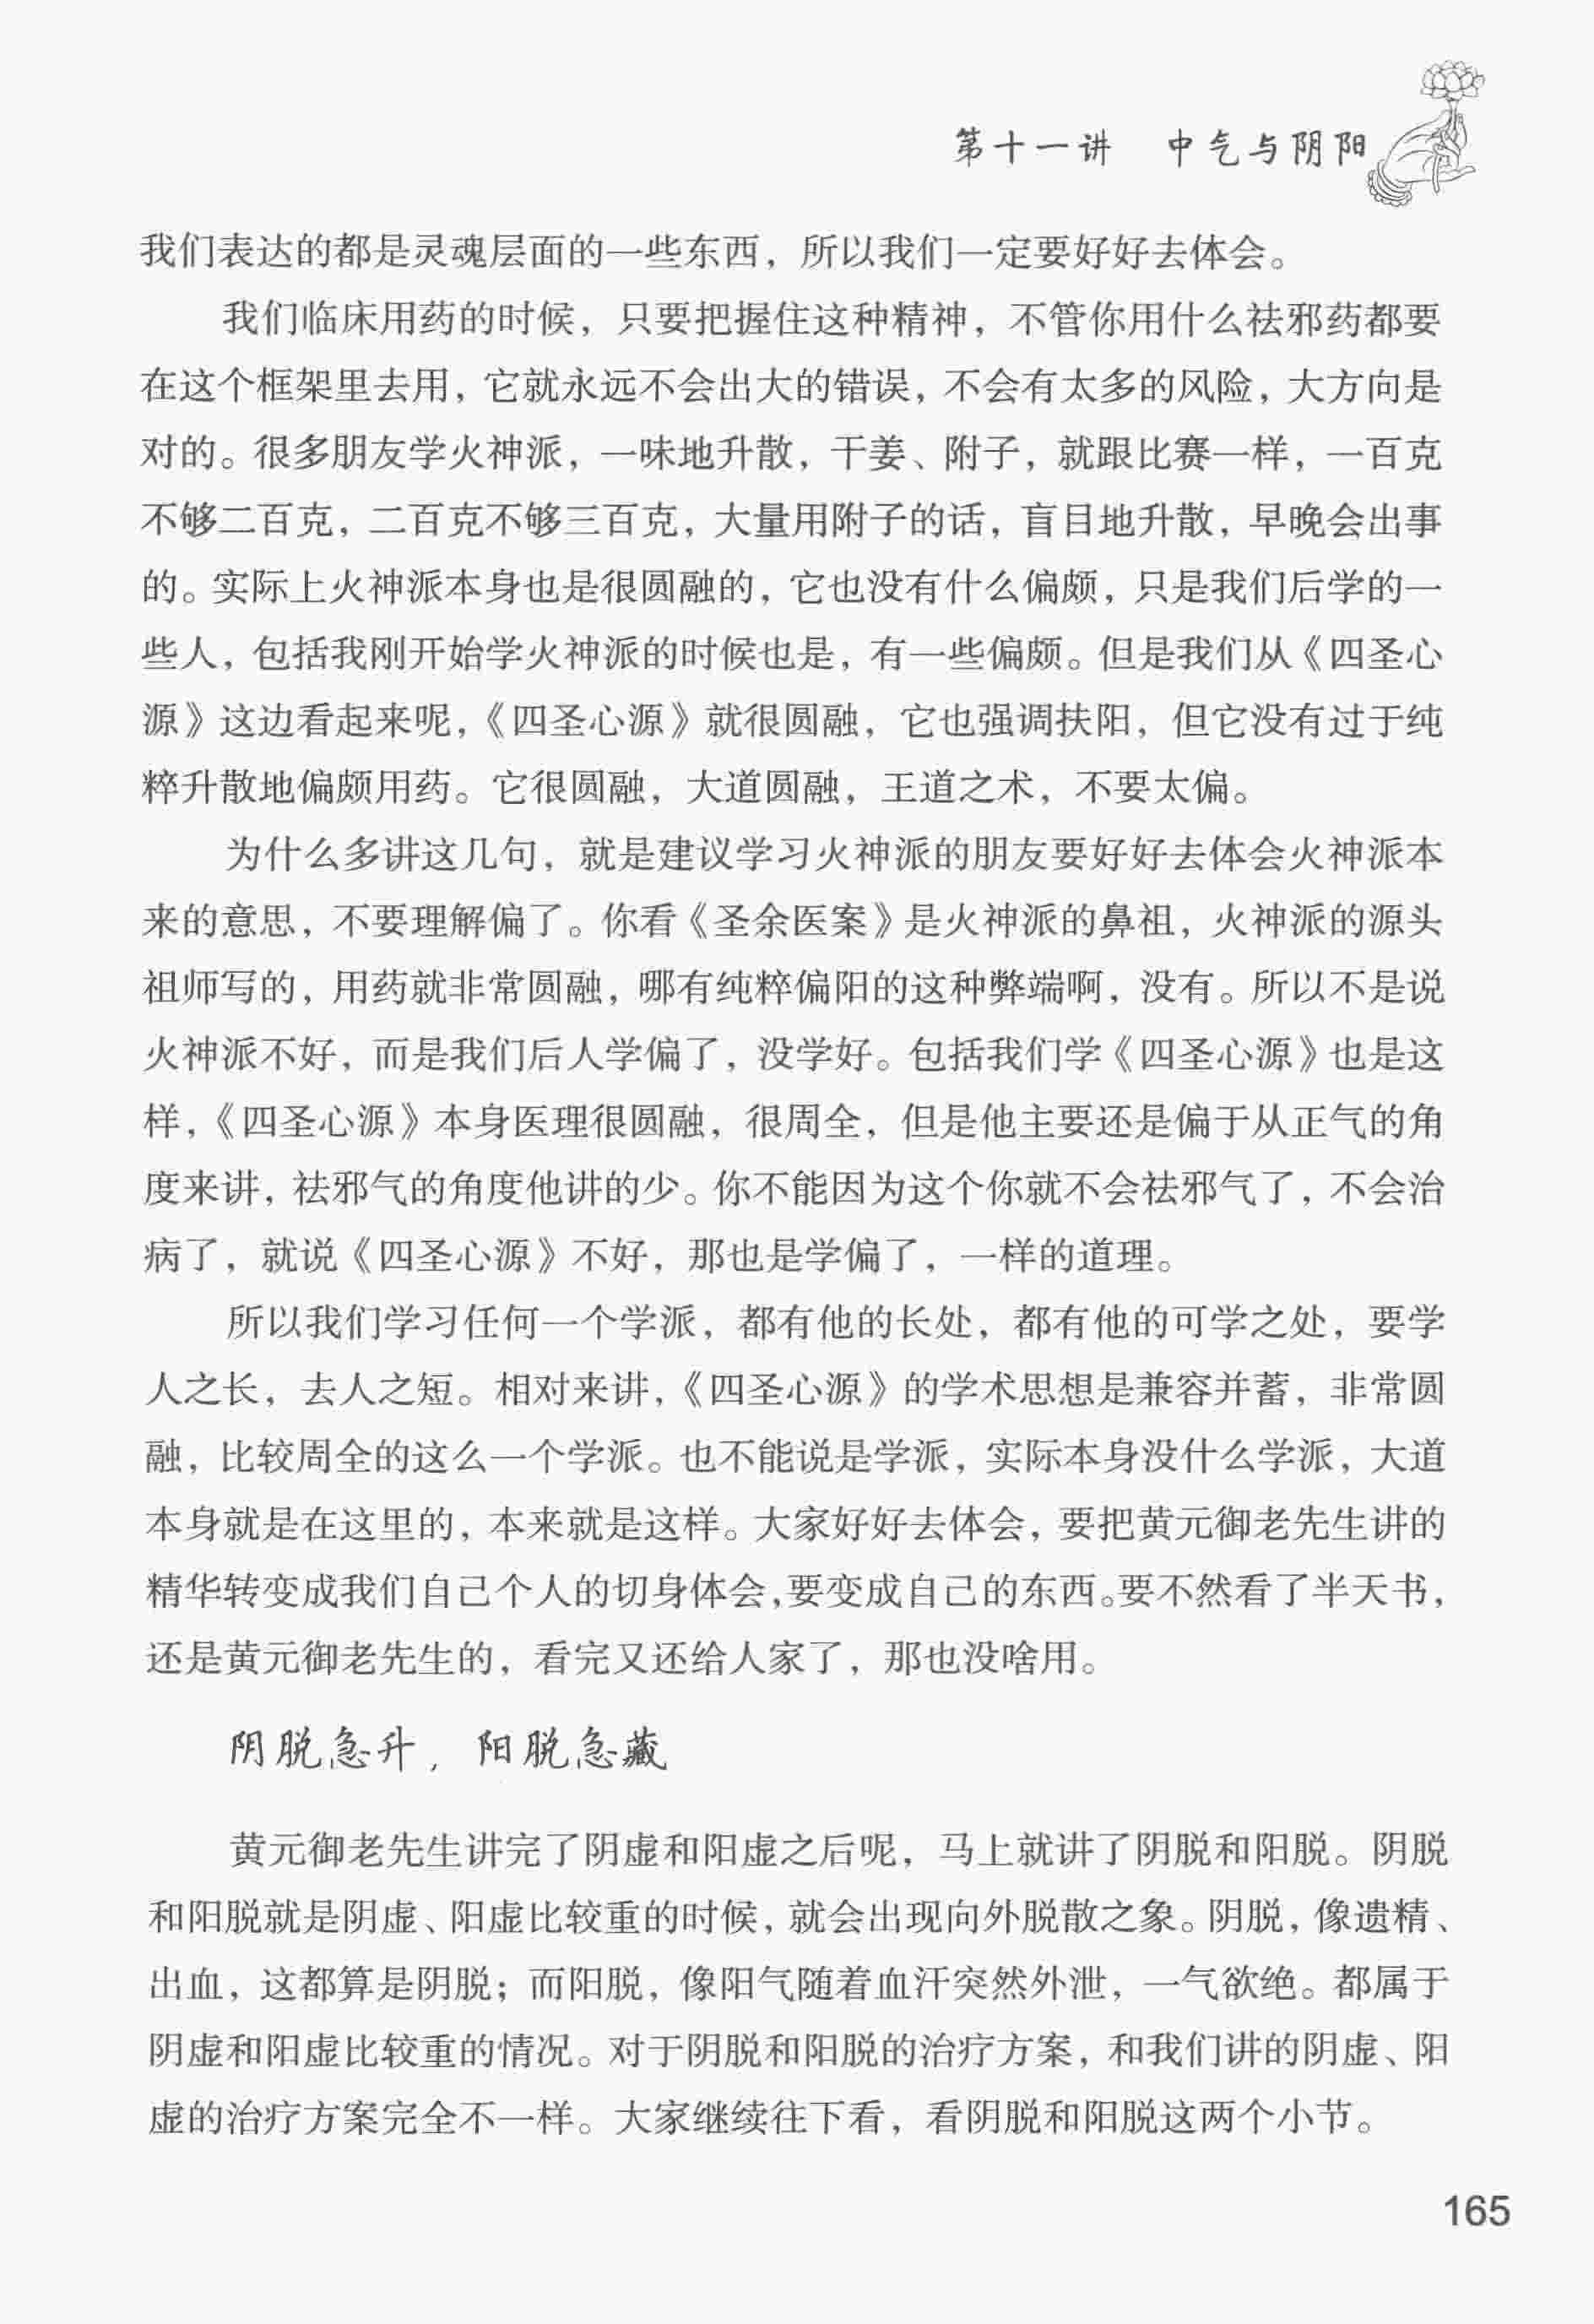 第十一讲 中气与阴阳
我们表达的都是灵魂层面的一些东西，所以我们一定要好好去体会。
我们临床用药的时候，只要把握住这种精神，不管你用什么祛邪药都要
在这个框架里去用，它就永远不会出大的错误，不会有太多的风险，大方向是
对的。很多朋友学火神派，一味地升散，干姜、附子，就跟比赛一样，一百克
不够二百克，二百克不够三百克，大量用附子的话，盲目地升散，早晚会出事
的。实际上火神派本身也是很圆融的，它也没有什么偏颇，只是我们后学的一
些人，包括我刚开始学火神派的时候也是，有一些偏颇。但是我们从《四圣心
源》这边看起来呢，《四圣心源》就很圆融，它也强调扶阳，但它没有过于纯
粹升散地偏颇用药。它很圆融，大道圆融，王道之术，不要太偏。
为什么多讲这几句，就是建议学习火神派的朋友要好好去体会火神派本
来的意思，不要理解偏了。你看《圣余医案》是火神派的鼻祖，火神派的源头
祖师写的，用药就非常圆融，哪有纯粹偏阳的这种弊端啊，没有。所以不是说
火神派不好，而是我们后人学偏了，没学好。包括我们学《四圣心源》也是这
样，《四圣心源》本身医理很圆融，很周全，但是他主要还是偏于从正气的角
度来讲，祛邪气的角度他讲的少。你不能因为这个你就不会祛邪气了，不会治
病了，就说《四圣心源》不好，那也是学偏了，一样的道理。
所以我们学习任何一个学派，都有他的长处，都有他的可学之处，要学
人之长，去人之短。相对来讲，《四圣心源》的学术思想是兼容并蓄，非常圆
融，比较周全的这么一个学派。也不能说是学派，实际本身没什么学派，大道
本身就是在这里的，本来就是这样。大家好好去体会，要把黄元御老先生讲的
精华转变成我们自己个人的切身体会，要变成自己的东西。要不然看了半天书，
还是黄元御老先生的，看完又还给人家了，那也没啥用。
阴脱急升，阳脱急藏
黄元御老先生讲完了阴虚和阳虚之后呢，马上就讲了阴脱和阳脱。阴脱
和阳脱就是阴虚、阳虚比较重的时候，就会出现向外脱散之象。阴脱，像遗精、
出血，这都算是阴脱；而阳脱，像阳气随着血汗突然外泄，一气欲绝。都属于
阴虚和阳虚比较重的情况。对于阴脱和阳脱的治疗方案，和我们讲的阴虚、阳
虚的治疗方案完全不一样。大家继续往下看，看阴脱和阳脱这两个小节。
165